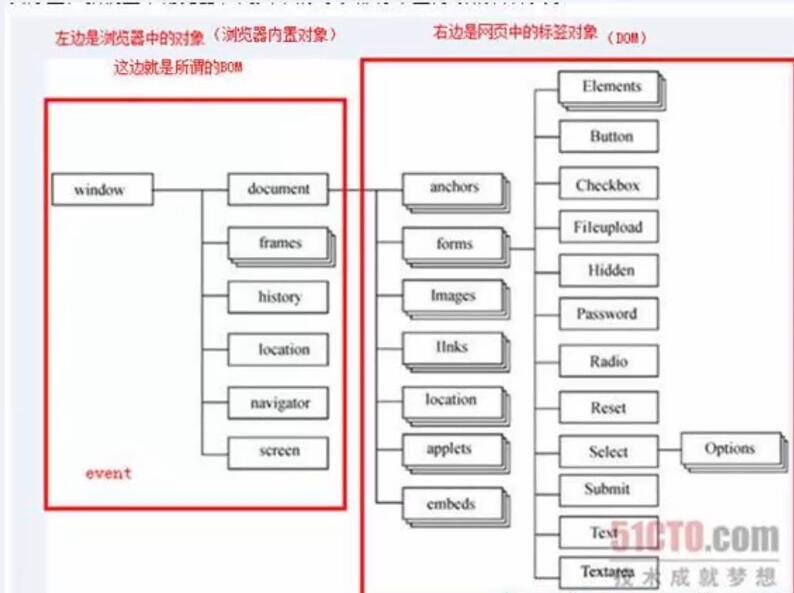 左边是浏览器中的对象（浏览器内置对象）
右边是网页中的标签对象（DOM）
这边就是所谓的BOM
window
document
frames
history
location
navigator
screen
event
anchors
forms
Images
lInks
location
applets
embeds
Elements
Button
Checkbox
Fileupload
Hidden
Password
Radio
Reset
Select
Options
Submit
Text
Textarea
51CTO.com
技术成就梦想